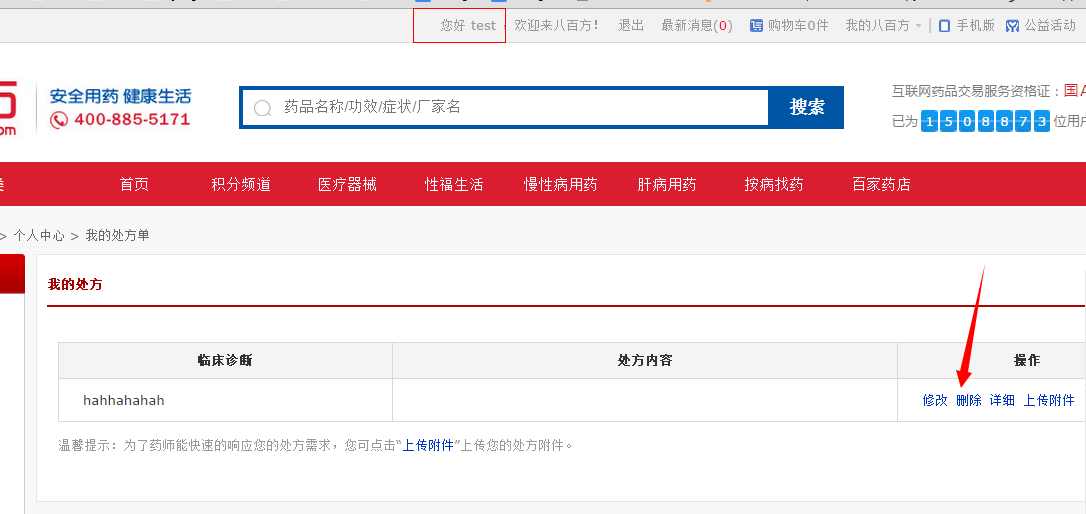 您好 test , 欢迎来八百方! 退出 最新消息(0) 购物车0件 我的八百方 手机版 公益活动
安全用药 健康生活
400-885-5171
药品名称/功效/症状/厂家名
搜索
互联网药品交易服务资格证:国A
已为 1508873 位用户
首页 积分频道 医疗器械 性福生活 慢性病用药 肝病用药 按病找药 百家药店
> 个人中心 > 我的处方单
我的处方
临床诊断 处方内容 操作
hahhahahah 修改 删除 详细 上传附件
温馨提示:为了药师能快速的响应您的处方需求,您可点击“上传附件”上传您的处方附件。